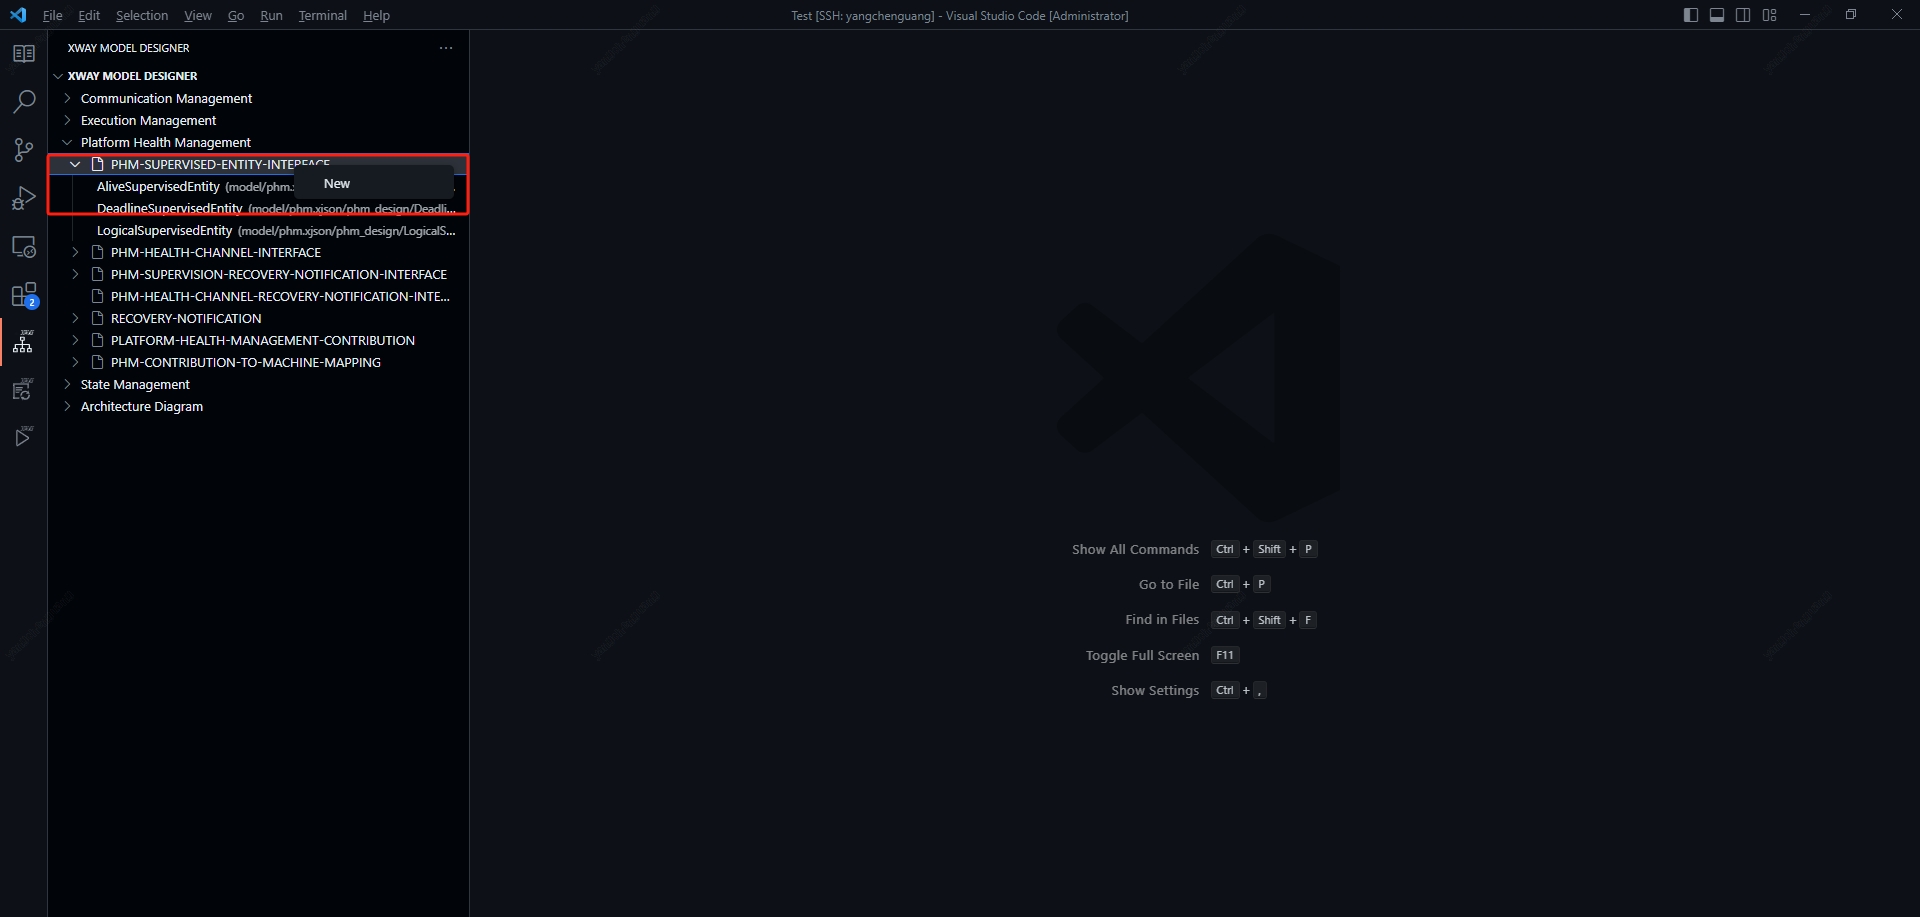 File Edit Selection View Go Run Terminal Help
Test [SSH: yangchenguang] - Visual Studio Code [Administrator]
XWAY MODEL DESIGNER
XWAY MODEL DESIGNER
Communication Management
Execution Management
Platform Health Management
PHM-SUPERVISED-ENTITY-INTERFACE
New
AliveSupervisedEntity (model/phm.
DeadlineSupervisedEntity (model/phm.xjson/phm_design/Deadli...
LogicalSupervisedEntity (model/phm.xjson/phm_design/LogicalS...
PHM-HEALTH-CHANNEL-INTERFACE
PHM-SUPERVISION-RECOVERY-NOTIFICATION-INTERFACE
PHM-HEALTH-CHANNEL-RECOVERY-NOTIFICATION-INTE...
RECOVERY-NOTIFICATION
PLATFORM-HEALTH-MANAGEMENT-CONTRIBUTION
PHM-CONTRIBUTION-TO-MACHINE-MAPPING
State Management
Architecture Diagram
2
Show All Commands Ctrl + Shift + P
Go to File Ctrl + P
Find in Files Ctrl + Shift + F
Toggle Full Screen F11
Show Settings Ctrl + ,